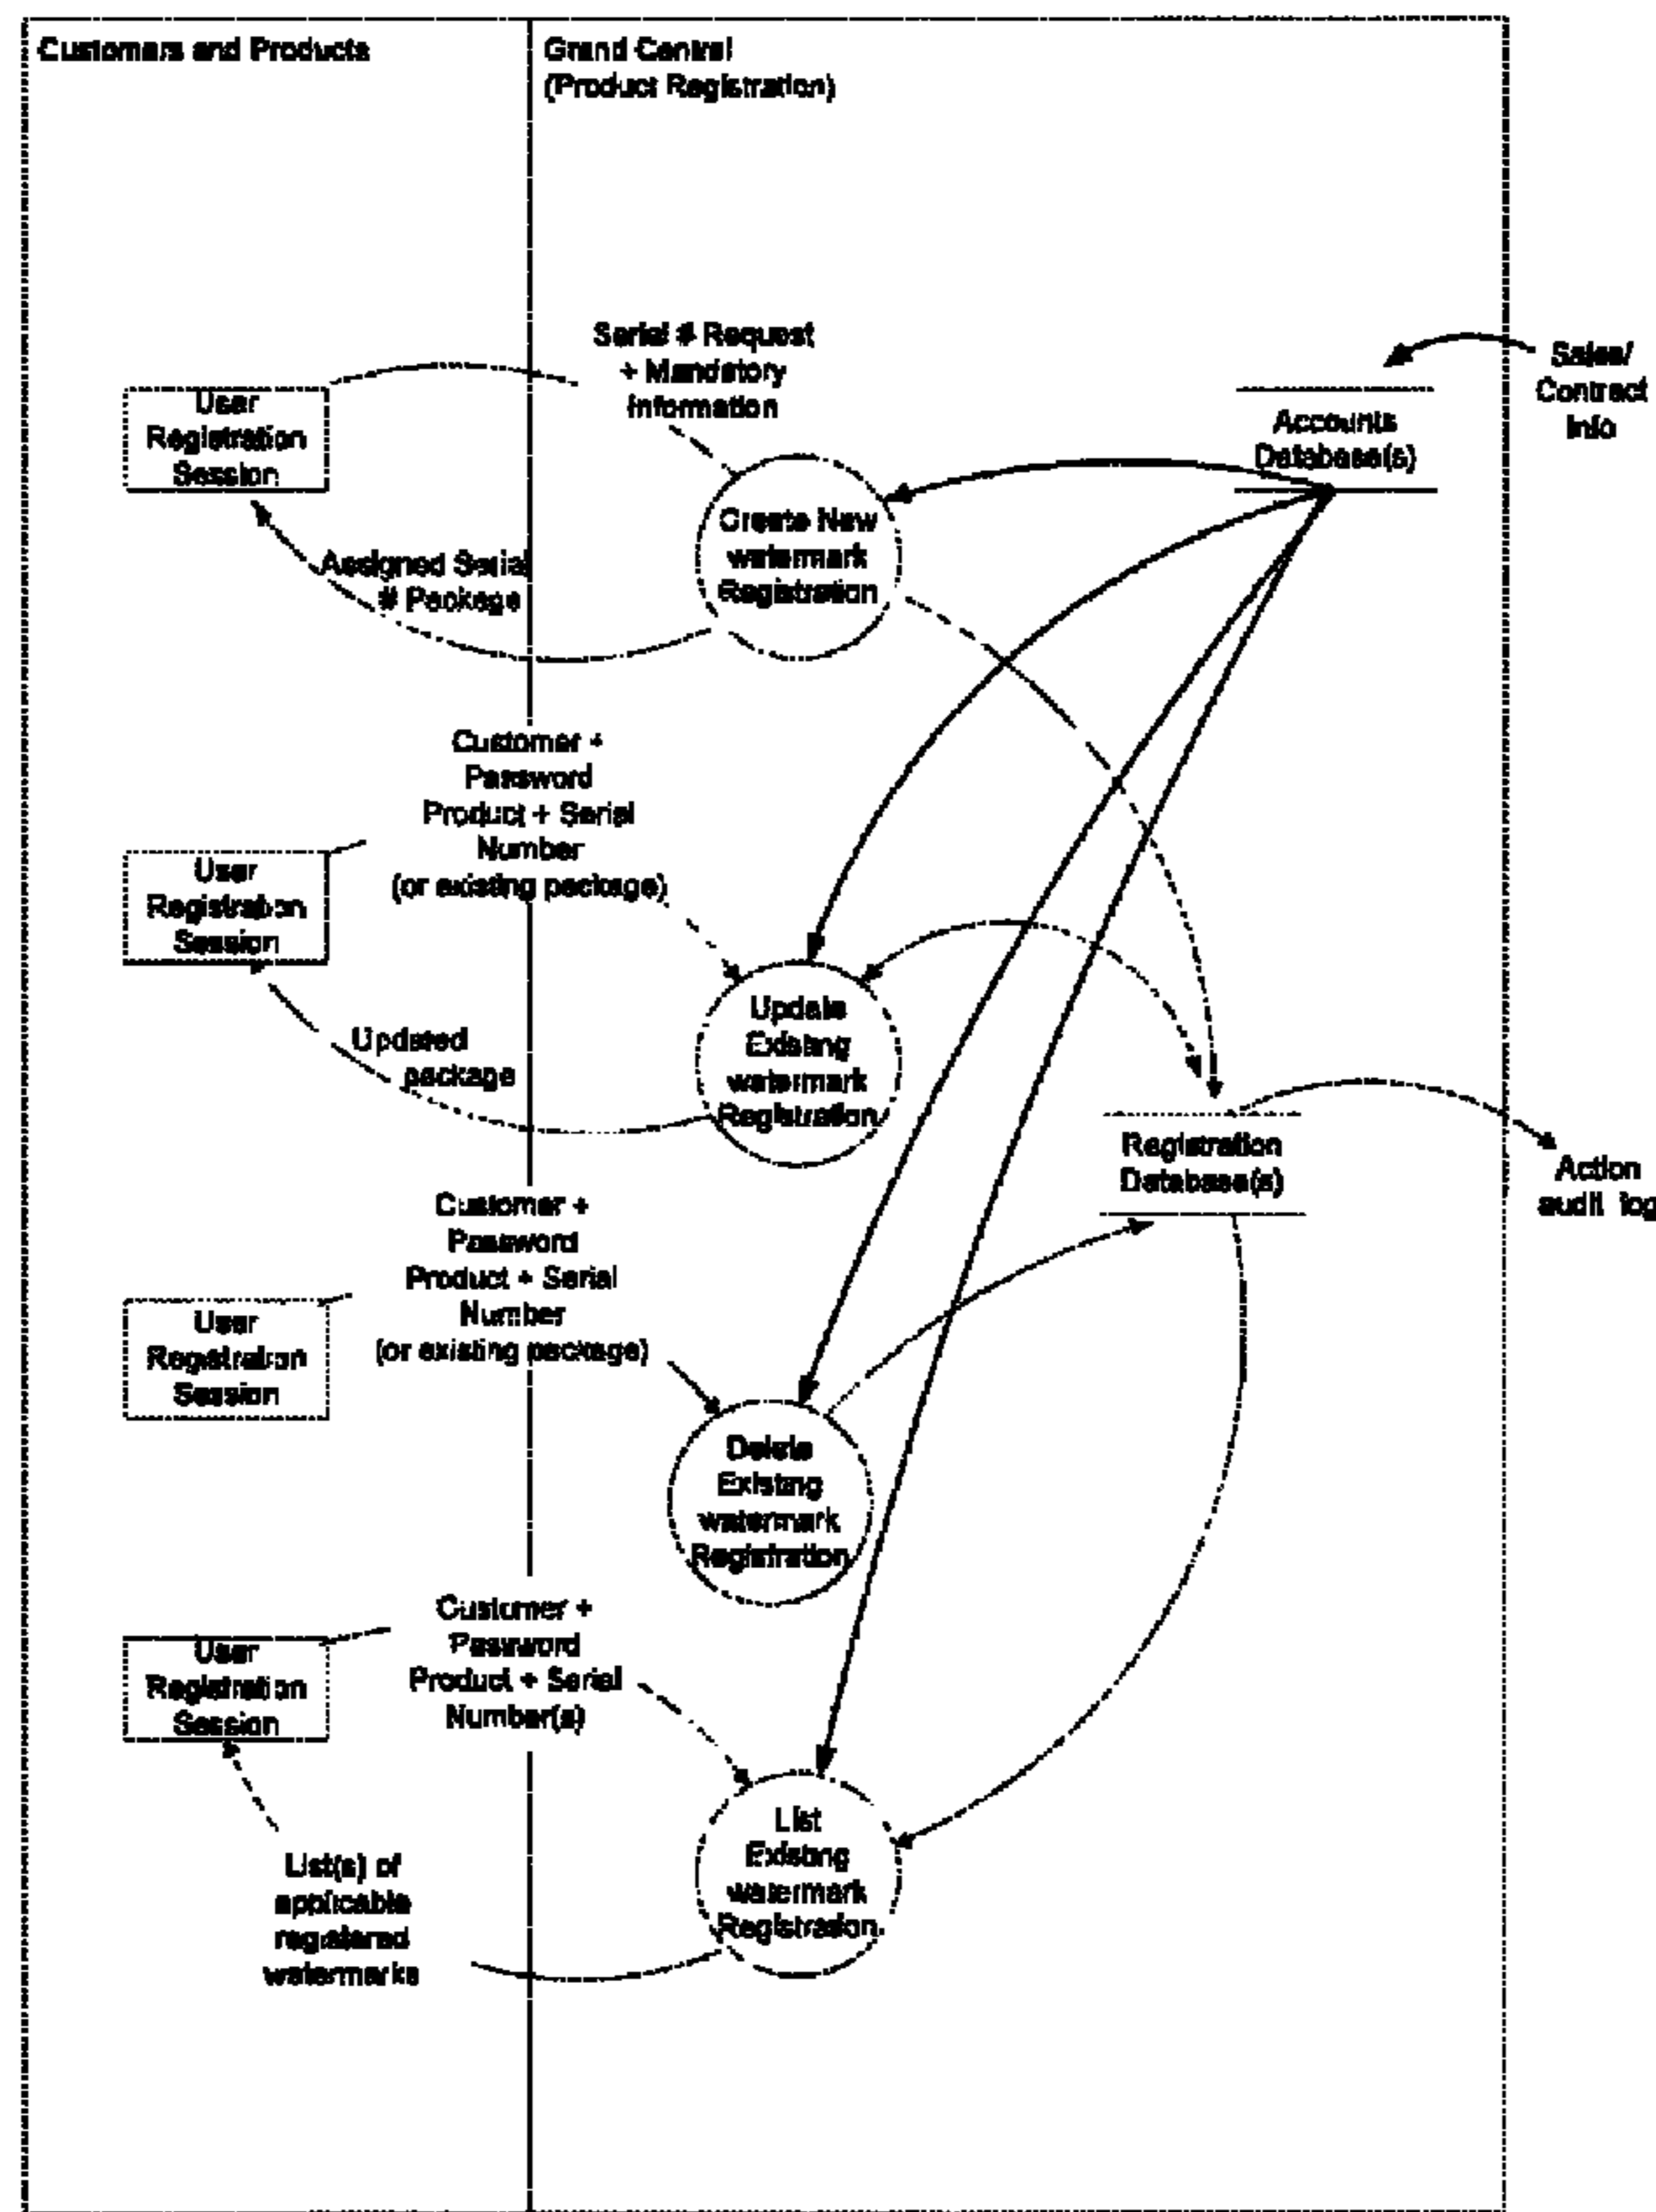 Customers and Products
Grand Central
(Product Registration)
Serial # Request
+ Mandatory
Information
Sales/
Contract
Info
User
Registration
Session
Accounts
Database(s)
Create New
watermark
Registration
Assigned Serial
# Package
Customer +
Password
Product + Serial
Number
(or existing package)
User
Registration
Session
Update
Existing
watermark
Registration
Updated
package
Registration
Database(s)
Action
audit log
Customer +
Password
Product + Serial
Number
(or existing package)
User
Registration
Session
Delete
Existing
watermark
Registration
Customer +
Password
Product + Serial
Number(s)
User
Registration
Session
List
Existing
watermark
Registration
List(s) of
applicable
registered
watermarks